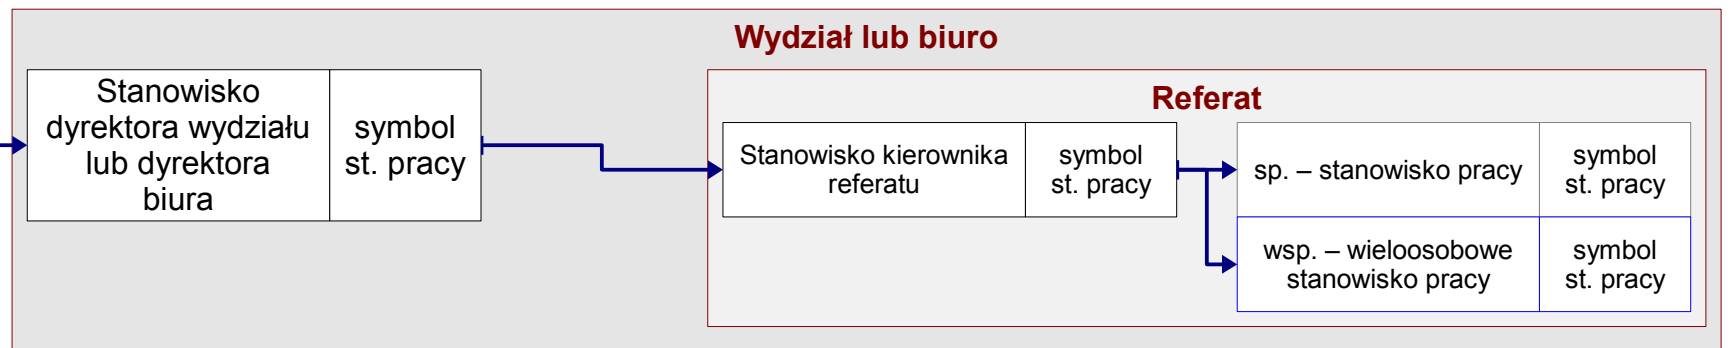 Wydział lub biuro
Stanowisko
dyrektora wydziału
lub dyrektora
biura
symbol
st. pracy
Referat
Stanowisko kierownika
referatu
symbol
st. pracy
sp. – stanowisko pracy
symbol
st. pracy
wsp. – wieloosobowe
stanowisko pracy
symbol
st. pracy